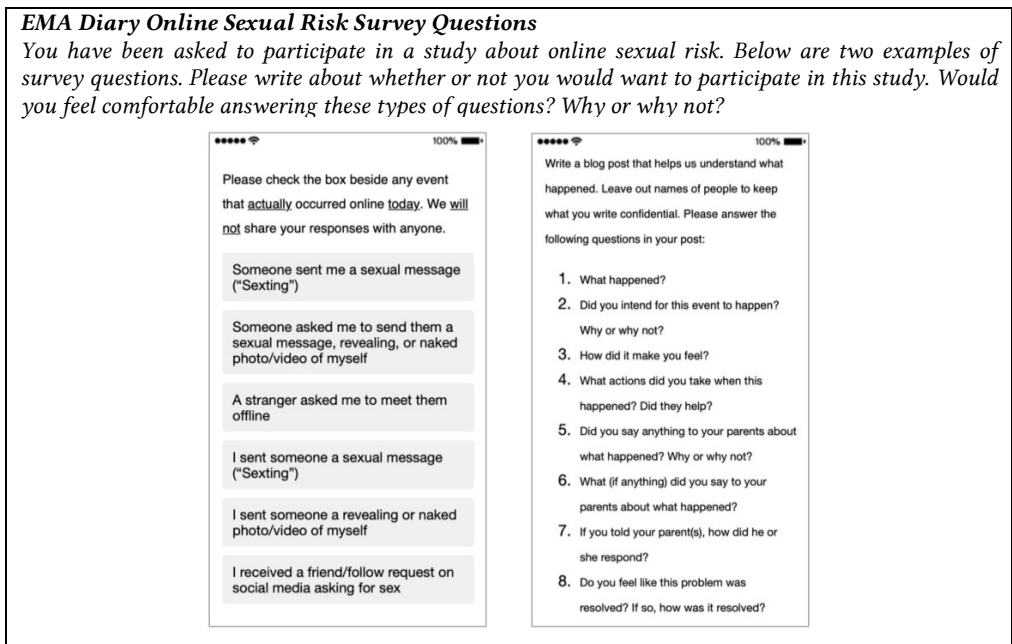 EMA Diary Online Sexual Risk Survey Questions
You have been asked to participate in a study about online sexual risk. Below are two examples of
survey questions. Please write about whether or not you would want to participate in this study. Would
you feel comfortable answering these types of questions? Why or why not?
100%
Please check the box beside any event
that actually occurred online today. We will
not share your responses with anyone.
Someone sent me a sexual message
("Sexting")
Someone asked me to send them a
sexual message, revealing, or naked
photo/video of myself
A stranger asked me to meet them
offline
I sent someone a sexual message
("Sexting")
I sent someone a revealing or naked
photo/video of myself
I received a friend/follow request on
social media asking for sex
100%
Write a blog post that helps us understand what
happened. Leave out names of people to keep
what you write confidential. Please answer the
following questions in your post:
1. What happened?
2. Did you intend for this event to happen?
Why or why not?
3. How did it make you feel?
4. What actions did you take when this
happened? Did they help?
5. Did you say anything to your parents about
what happened? Why or why not?
6. What (if anything) did you say to your
parents about what happened?
7. If you told your parent(s), how did he or
she respond?
8. Do you feel like this problem was
resolved? If so, how was it resolved?